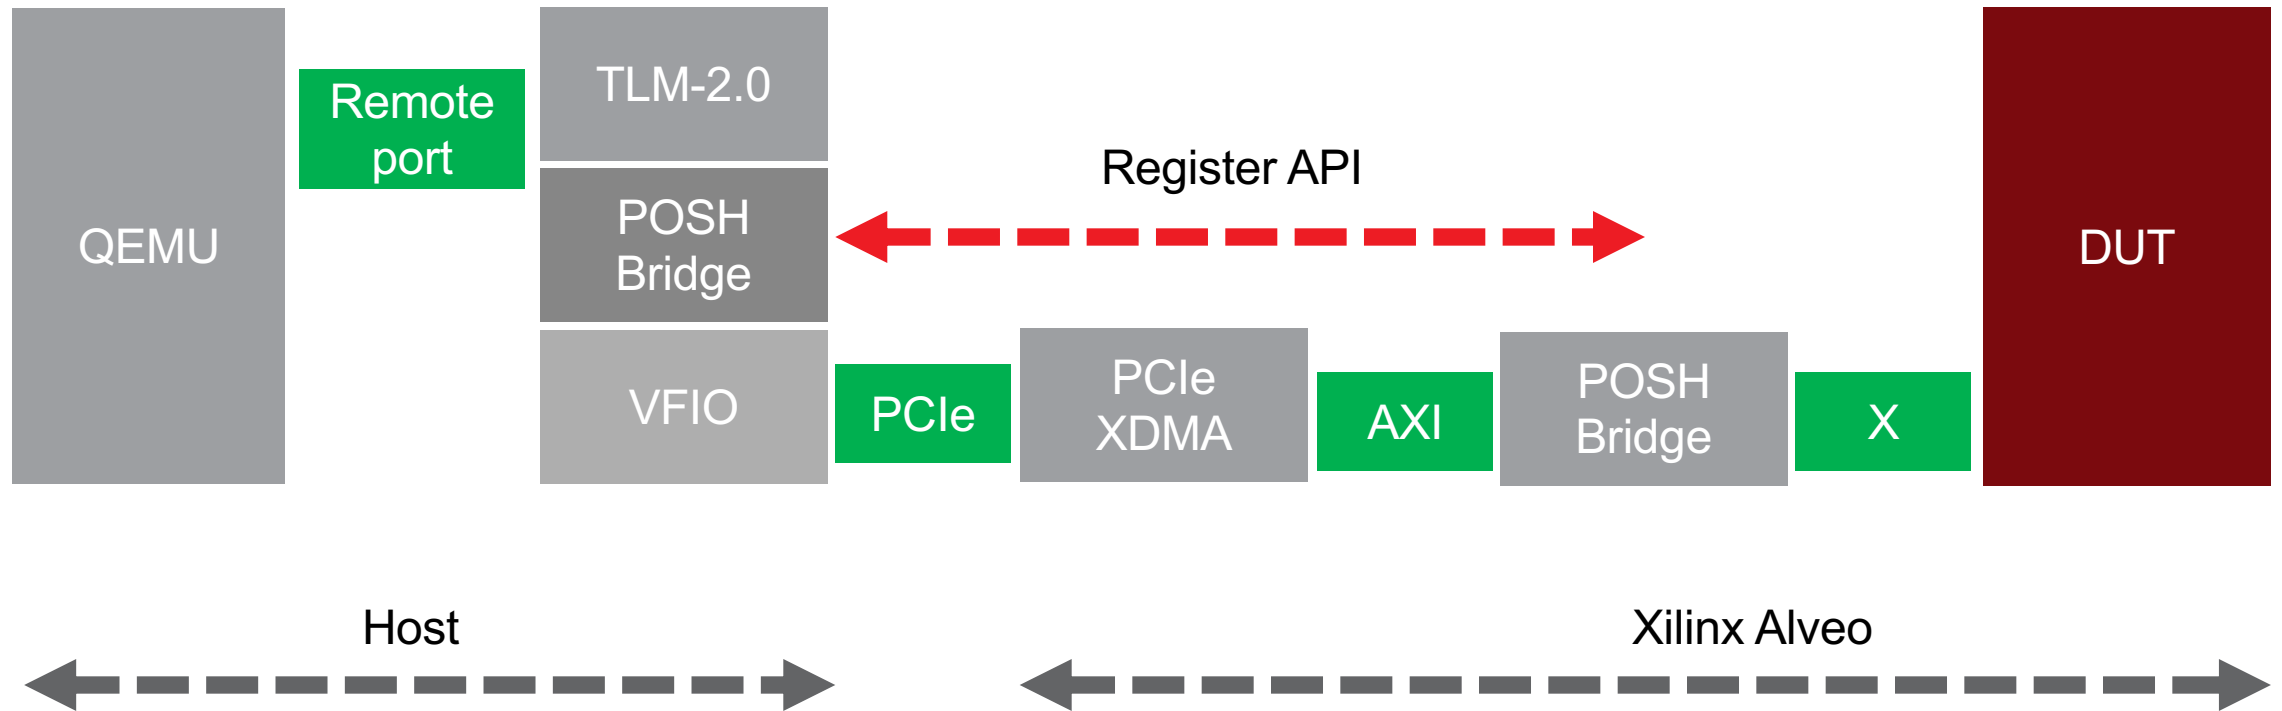 QEMU
Remote
port
TLM-2.0
POSH
Bridge
VFIO
Register API
PCIe
PCIe
XDMA
AXI
POSH
Bridge
X
DUT
Host
Xilinx Alveo